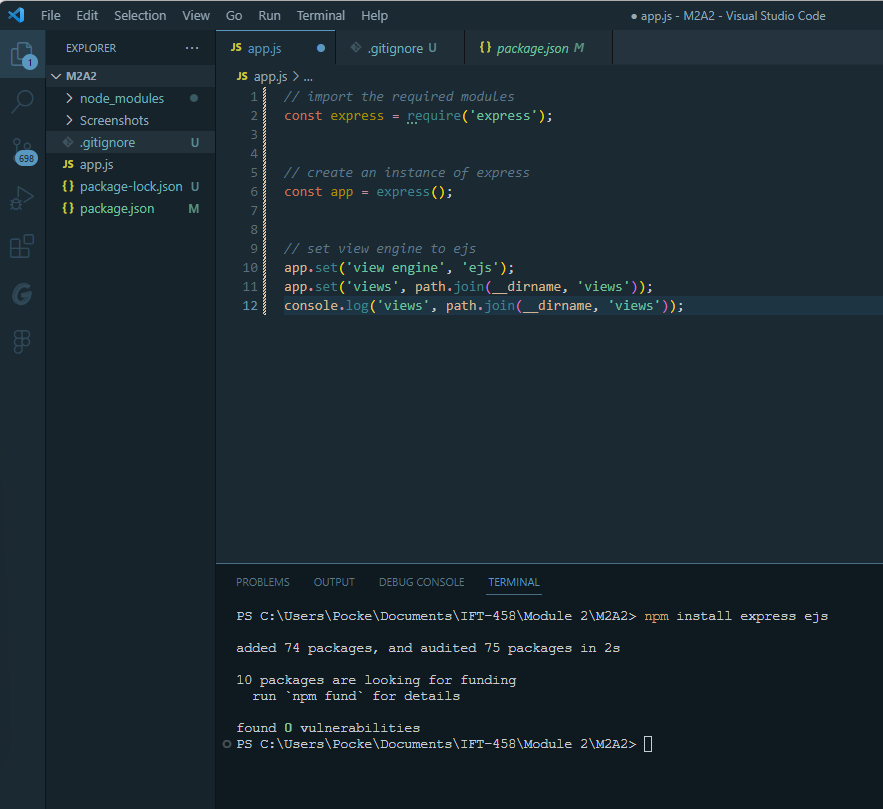 File Edit Selection View Go Run Terminal Help
● app.js - M2A2 - Visual Studio Code
1
698
EXPLORER ...
M2A2
node_modules
Screenshots
.gitignore U
app.js
package-lock.json U
package.json M
JS app.js
.gitignore U
{} package.json M
JS app.js > ...
1 // import the required modules
2 const express = require('express');
3
4
5 // create an instance of express
6 const app = express();
7
8
9 // set view engine to ejs
10 app.set('view engine', 'ejs');
11 app.set('views', path.join(__dirname, 'views'));
12 console.log('views', path.join(__dirname, 'views'));
PROBLEMS OUTPUT DEBUG CONSOLE TERMINAL
PS C:\Users\Pocke\Documents\IFT-458\Module 2\M2A2> npm install express ejs
added 74 packages, and audited 75 packages in 2s
10 packages are looking for funding
run `npm fund` for details
found 0 vulnerabilities
PS C:\Users\Pocke\Documents\IFT-458\Module 2\M2A2>